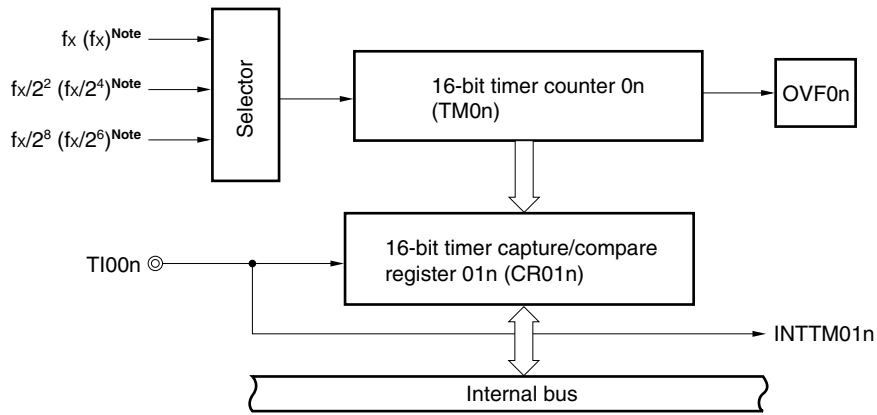 fx (fx)Note
fx/2² (fx/2⁴)Note
fx/2⁸ (fx/2⁶)Note
Selector
16-bit timer counter 0n
(TM0n)
OVF0n
TI00n
16-bit timer capture/compare
register 01n (CR01n)
INTTM01n
Internal bus